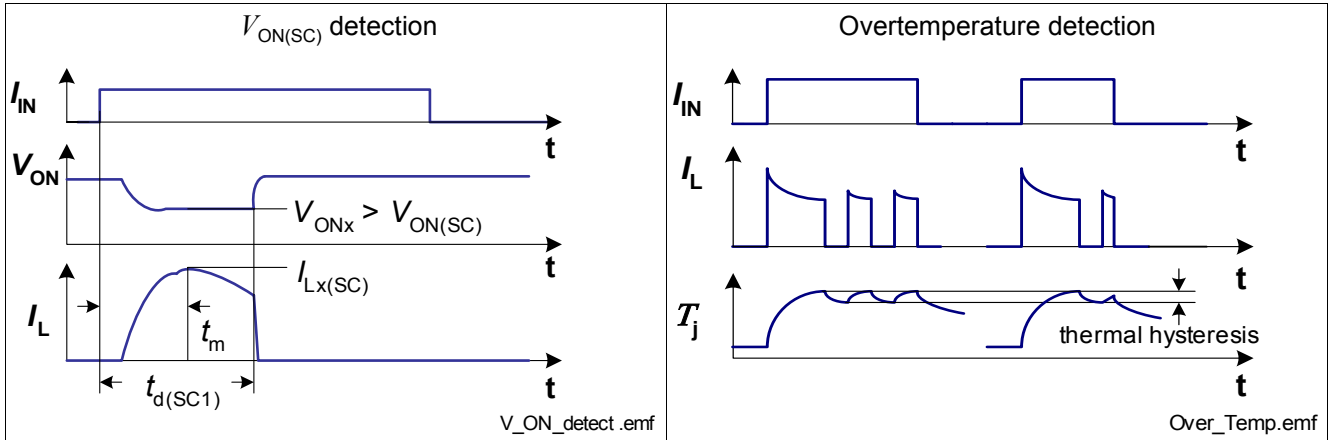 V_ON(SC) detection
I_IN
t
V_ON
V_ONx > V_ON(SC)
t
I_Lx(SC)
I_L
t_m
t
t_d(SC1)
V_ON_detect .emf
Overtemperature detection
I_IN
t
I_L
t
T_j
thermal hysteresis
t
Over_Temp.emf